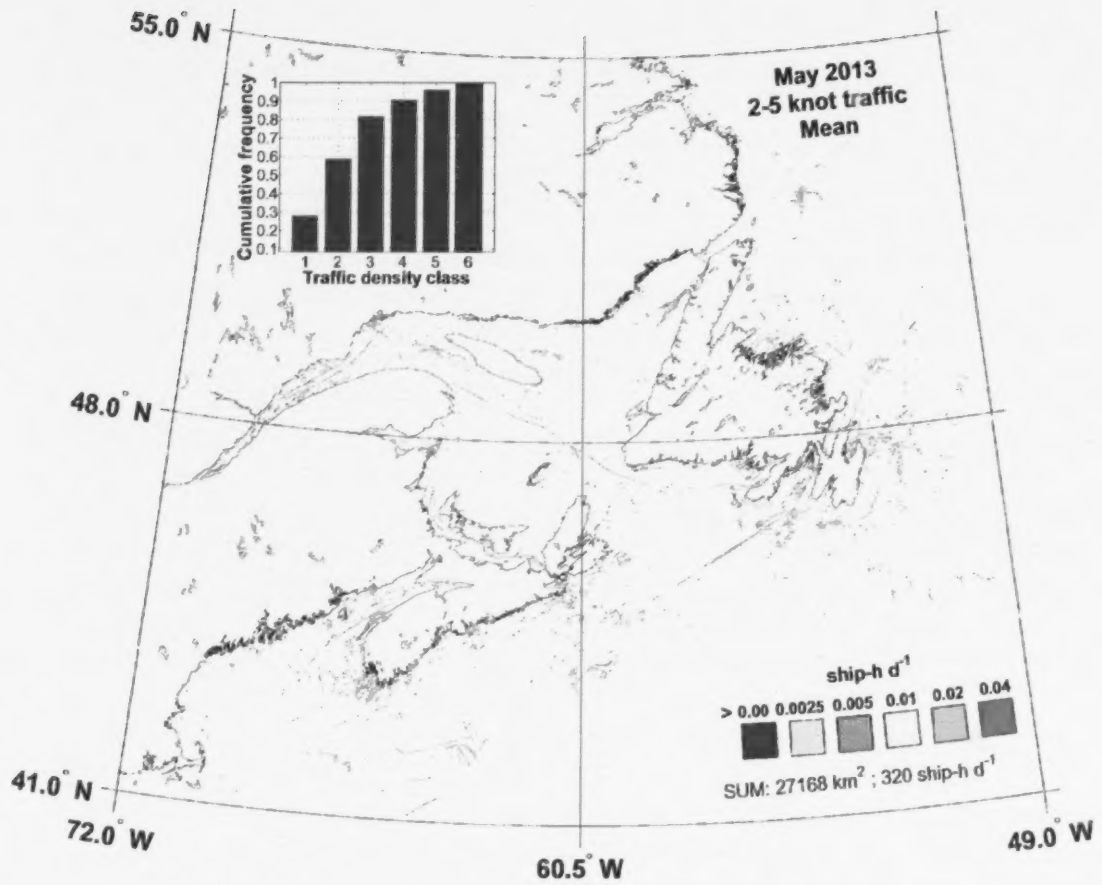 55.0° N
May 2013
2-5 knot traffic
Mean
Cumulative frequency
1
0.9
0.8
0.7
0.6
0.5
0.4
0.3
0.2
0.1
1 2 3 4 5 6
Traffic density class
48.0° N
ship-h d⁻¹
> 0.00 0.0025 0.005 0.01 0.02 0.04
SUM: 27168 km² ; 320 ship-h d⁻¹
41.0° N
72.0° W
60.5° W
49.0° W